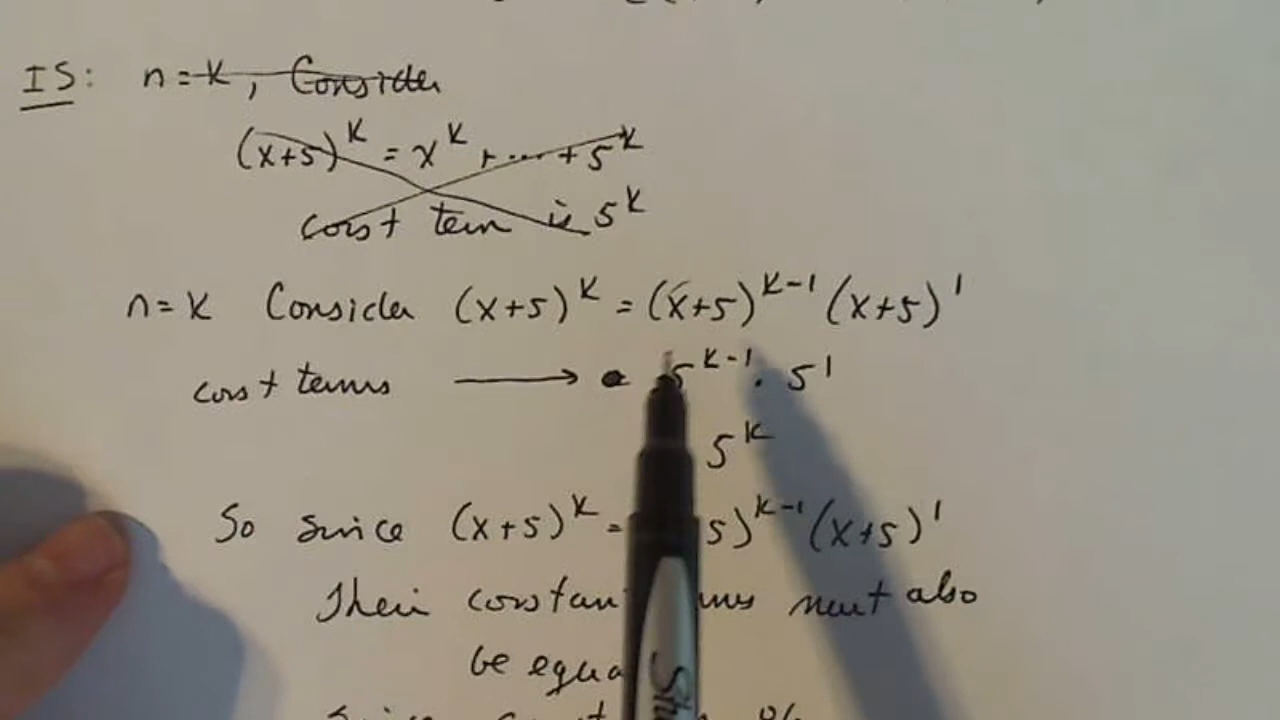 IS: n=k, Consider
(x+5)^k = x^k + ... + 5^k
const term is 5^k
n=k Consider (x+5)^k = (x+5)^{k-1} (x+5)^1
const terms → 5^{k-1} · 5^1
5^k
So since (x+5)^k = 5)^{k-1} (x+5)^1
Their constan ms must also
be equa